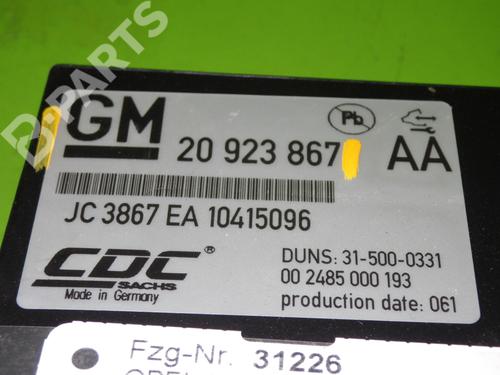 B-PARTS
GM
Pb
20 923 867 AA
JC 3867 EA 10415096
CDC®
SACHS
Made in Germany
DUNS: 31-500-0331
00 2485 000 193
production date: 061
Fzg-Nr. 31226
OPEL